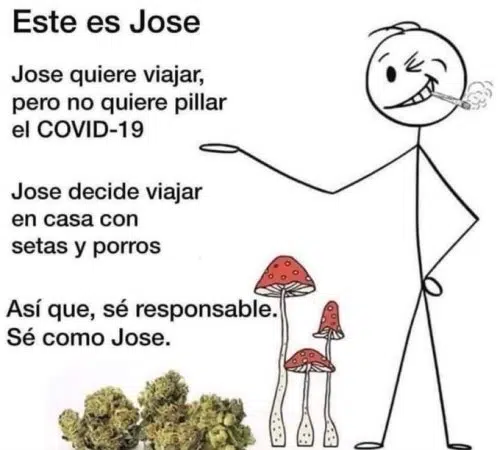 Este es Jose
Jose quiere viajar,
pero no quiere pillar
el COVID-19
Jose decide viajar
en casa con
setas y porros
Así que, sé responsable.
Sé como Jose.